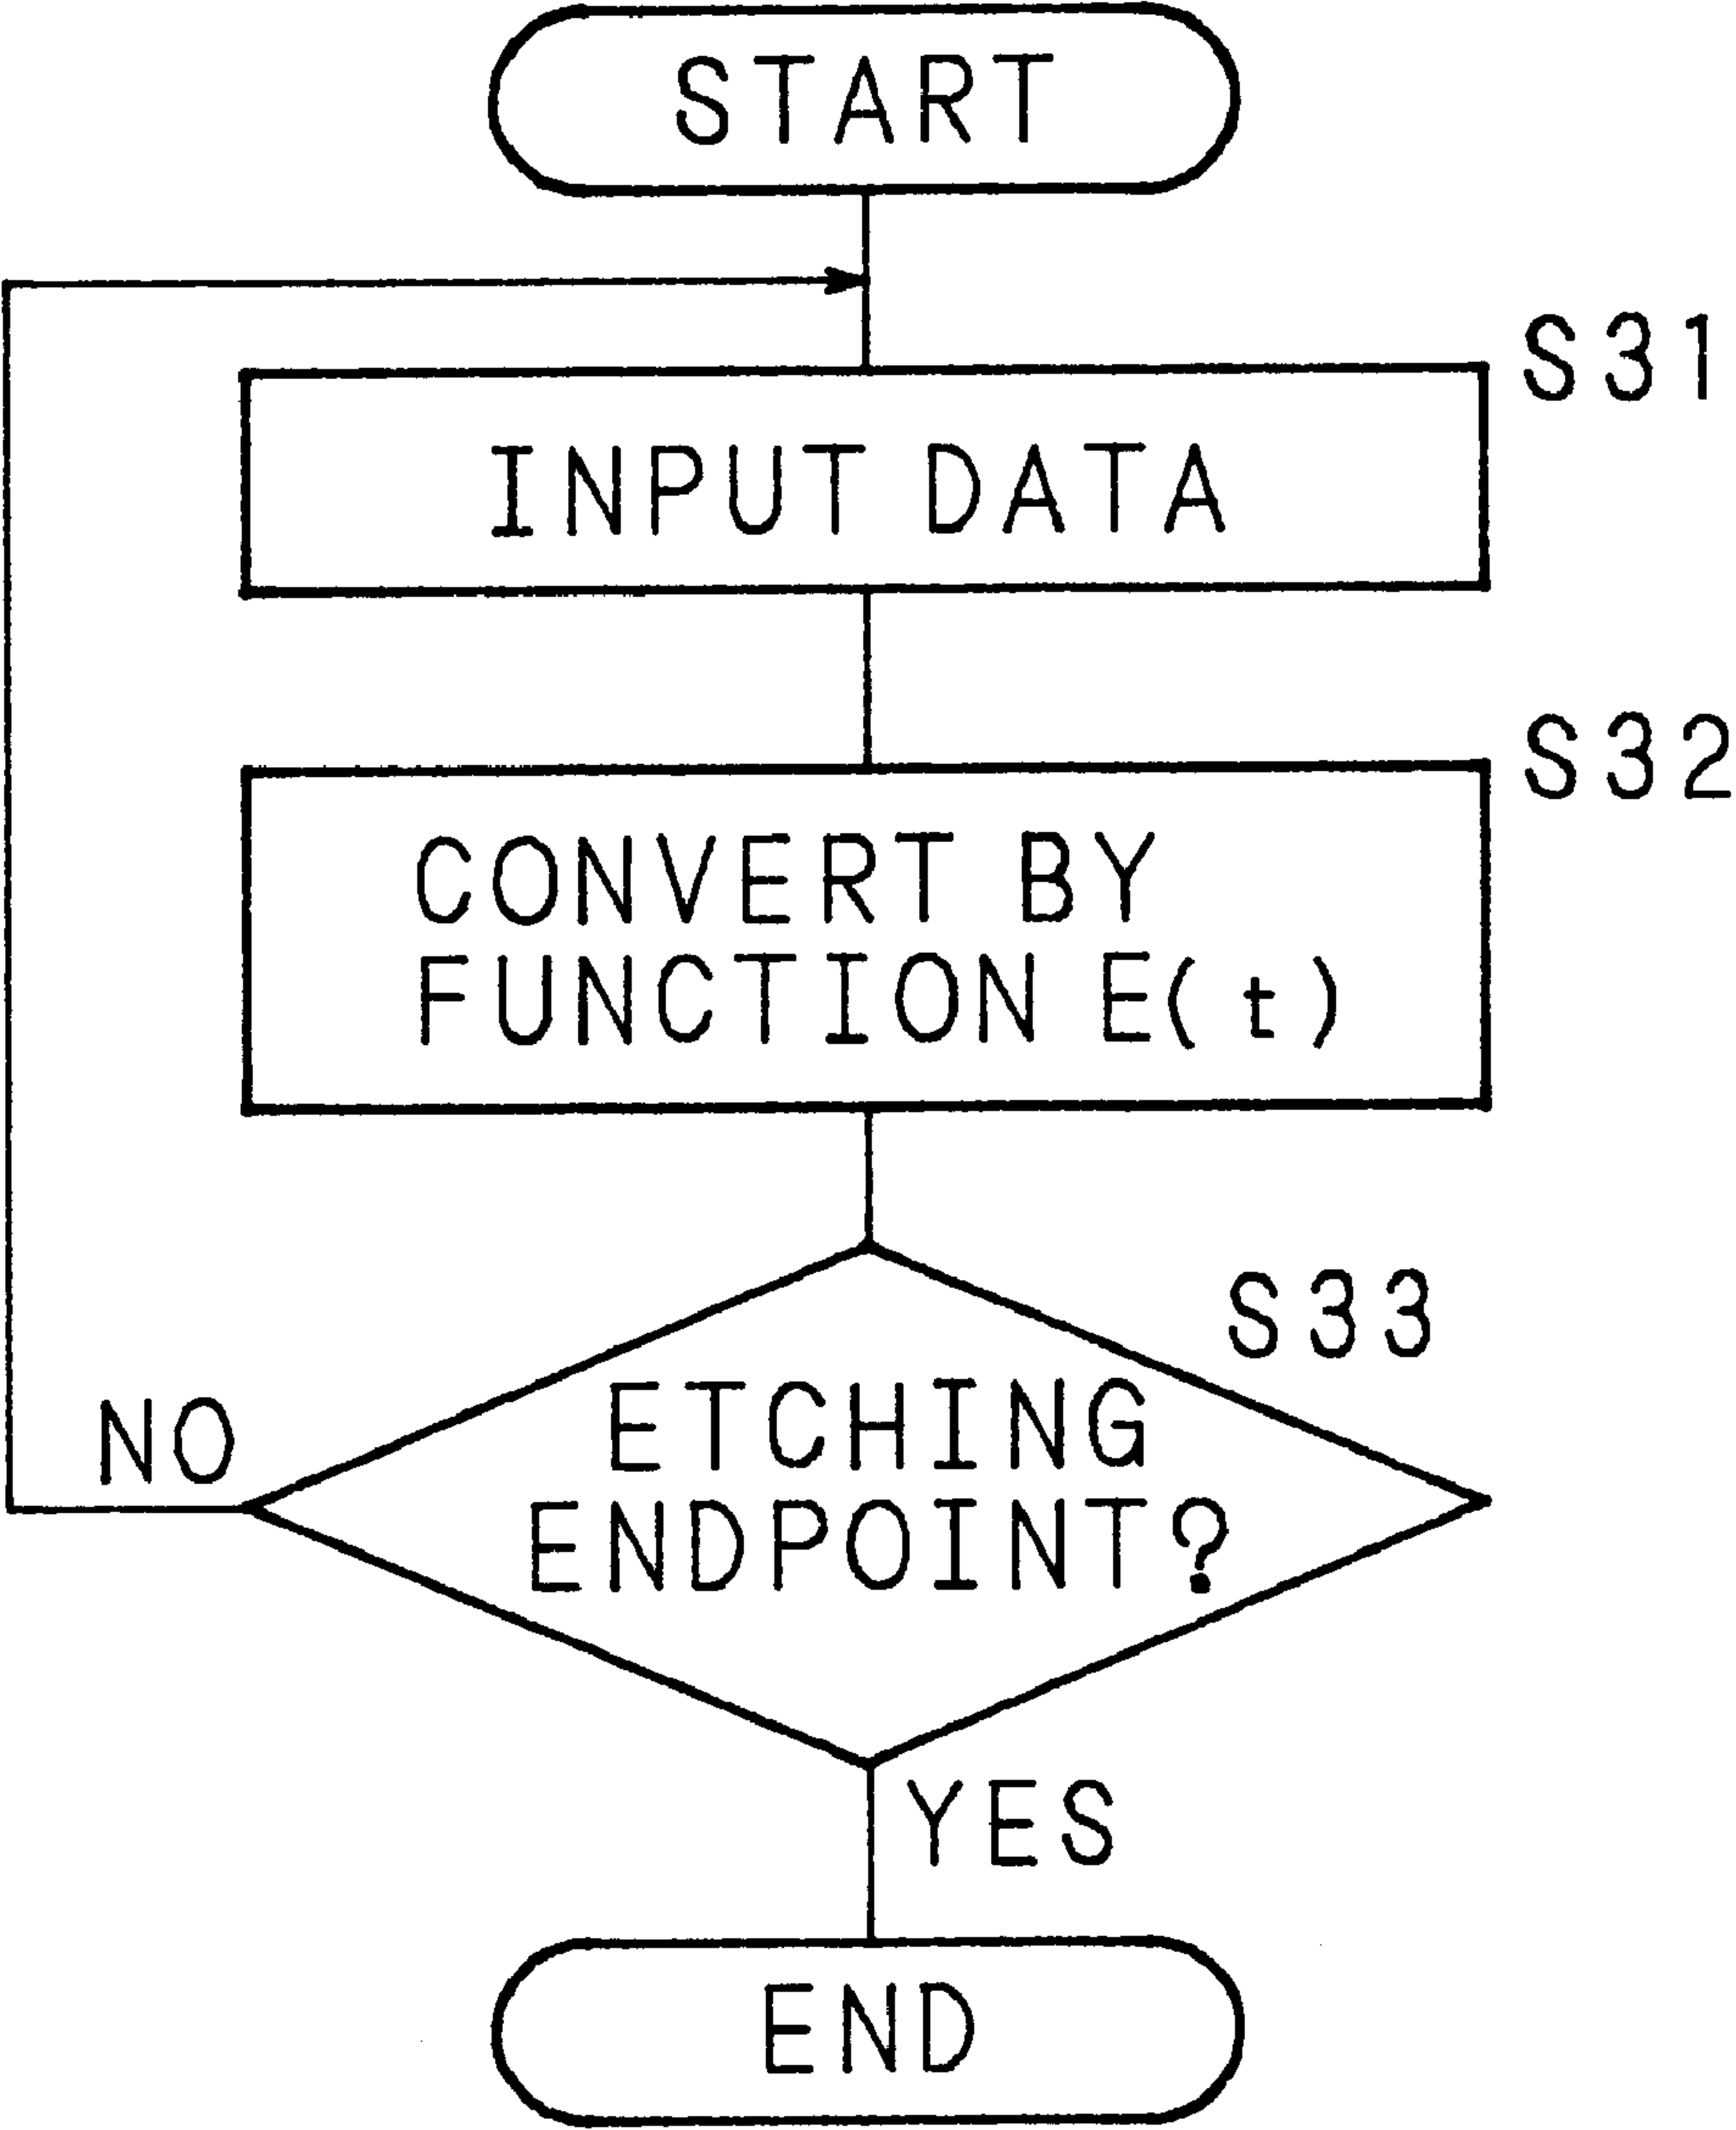 START
S31
INPUT DATA
S32
CONVERT BY
FUNCTION E(t)
S33
ETCHING
ENDPOINT?
NO
YES
END